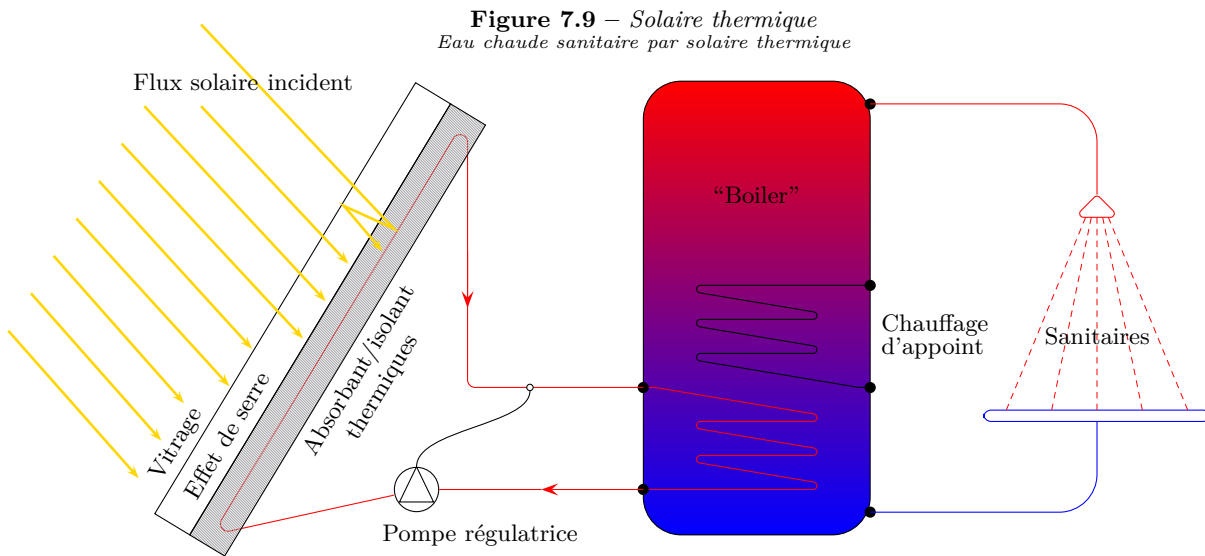 Figure 7.9 – Solaire thermique
Eau chaude sanitaire par solaire thermique
Flux solaire incident
“Boiler”
Vitrage
Effet de serre
Absorbant/isolant
thermiques
Chauffage
d'appoint
Sanitaires
Pompe régulatrice